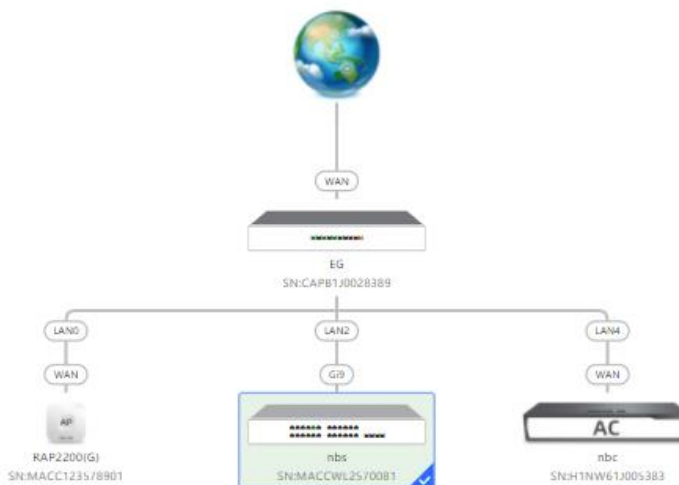 WAN
EG
SN:CAPB1J0028389
LAN0 LAN2 LAN4
WAN Gi9 WAN
AP AC
RAP2200(G) nbs nbc
SN:MACC123578901 SN:MACCWL2570081 SN:H1NW61J005383